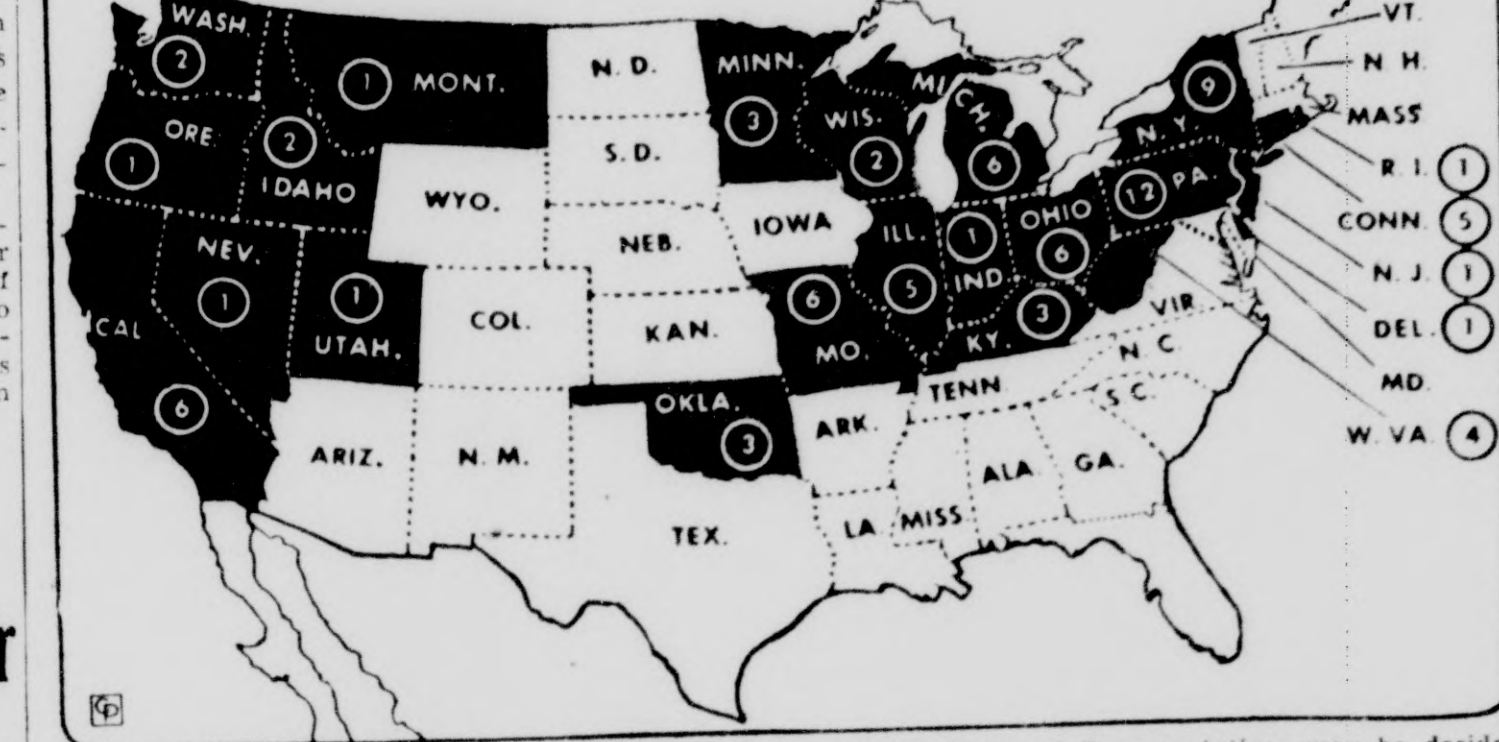 WASH.
2
1
MONT.
N. D.
MINN.
3
MICH.
6
WIS.
2
9
N.Y.
VT.
N. H.
MASS
R. I. 1
CONN. 5
N. J. 1
DEL. 1
MD.
W. VA. 4
ORE.
1
2
IDAHO
WYO.
S.D.
NEB.
IOWA
ILL.
5
1
IND
OHIO
6
12 PA.
NEV.
1
1
UTAH.
COL.
KAN.
6
MO.
KY.
3
VIR
CAL
6
ARIZ.
N. M.
OKLA.
3
ARK.
TENN.
N. C
S C.
TEX.
LA
MISS
ALA
GA.
CP
be decide